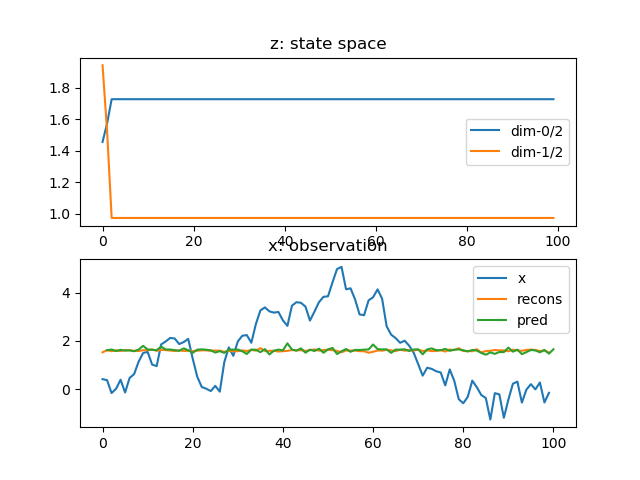 z: state space
1.8
1.6
1.4
1.2
1.0
dim-0/2
dim-1/2
0 20 40 60 80 100
x: observation
4
2
0
x
recons
pred
0 20 40 60 80 100